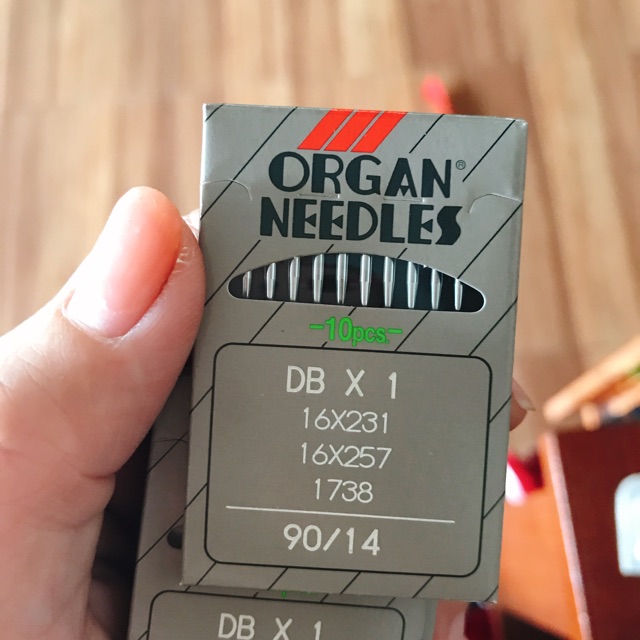 ORGAN®
NEEDLES
-10pcs.-
DB X 1
16X231
16X257
1738
90/14
DB X 1